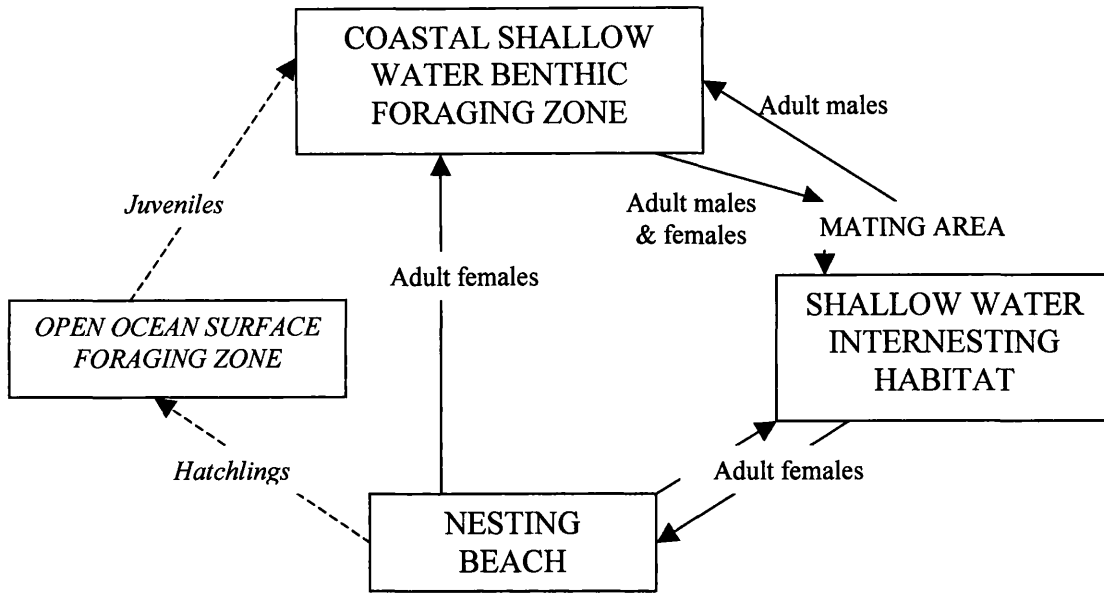 COASTAL SHALLOW
WATER BENTHIC
FORAGING ZONE
Adult males
Juveniles
Adult males
& females
MATING AREA
Adult females
OPEN OCEAN SURFACE
FORAGING ZONE
SHALLOW WATER
INTERNESTING
HABITAT
Hatchlings
Adult females
NESTING
BEACH